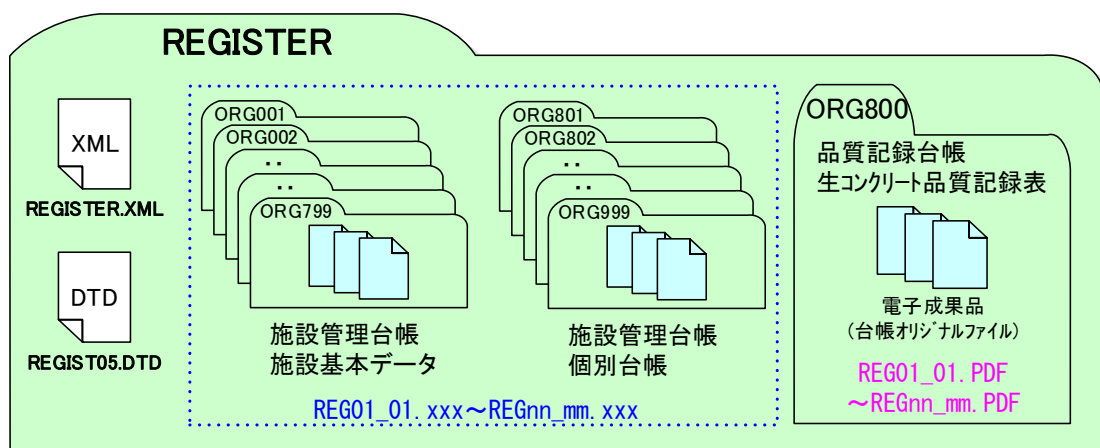 REGISTER
XML
REGISTER.XML
DTD
REGIST05.DTD
ORG001
ORG002
‥
‥
ORG799
施設管理台帳
施設基本データ
ORG801
ORG802
‥
‥
ORG999
施設管理台帳
個別台帳
REG01_01.xxx～REGnn_mm.xxx
ORG800
品質記録台帳
生コンクリート品質記録表
電子成果品
(台帳オリジナルファイル)
REG01_01.PDF
～REGnn_mm.PDF